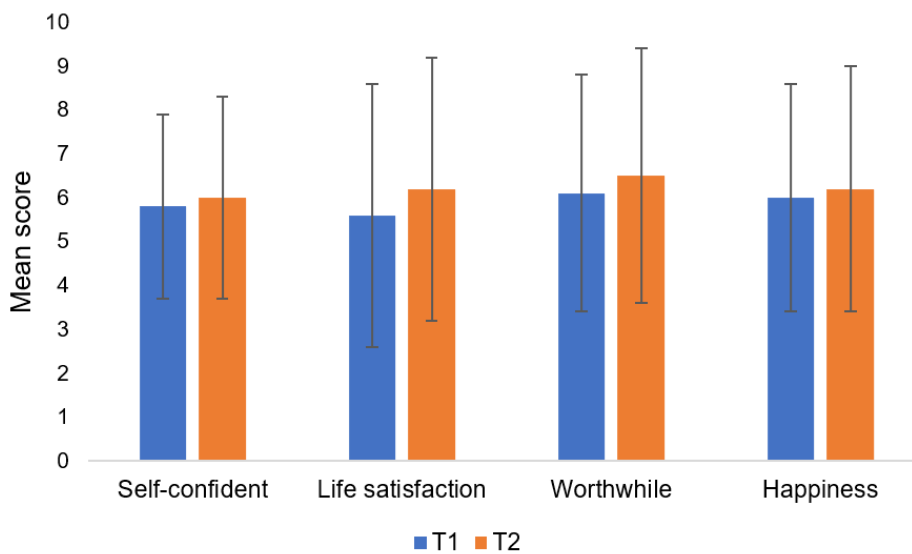 Mean score
10
9
8
7
6
5
4
3
2
1
0
Self-confident
Life satisfaction
Worthwhile
Happiness
T1
T2